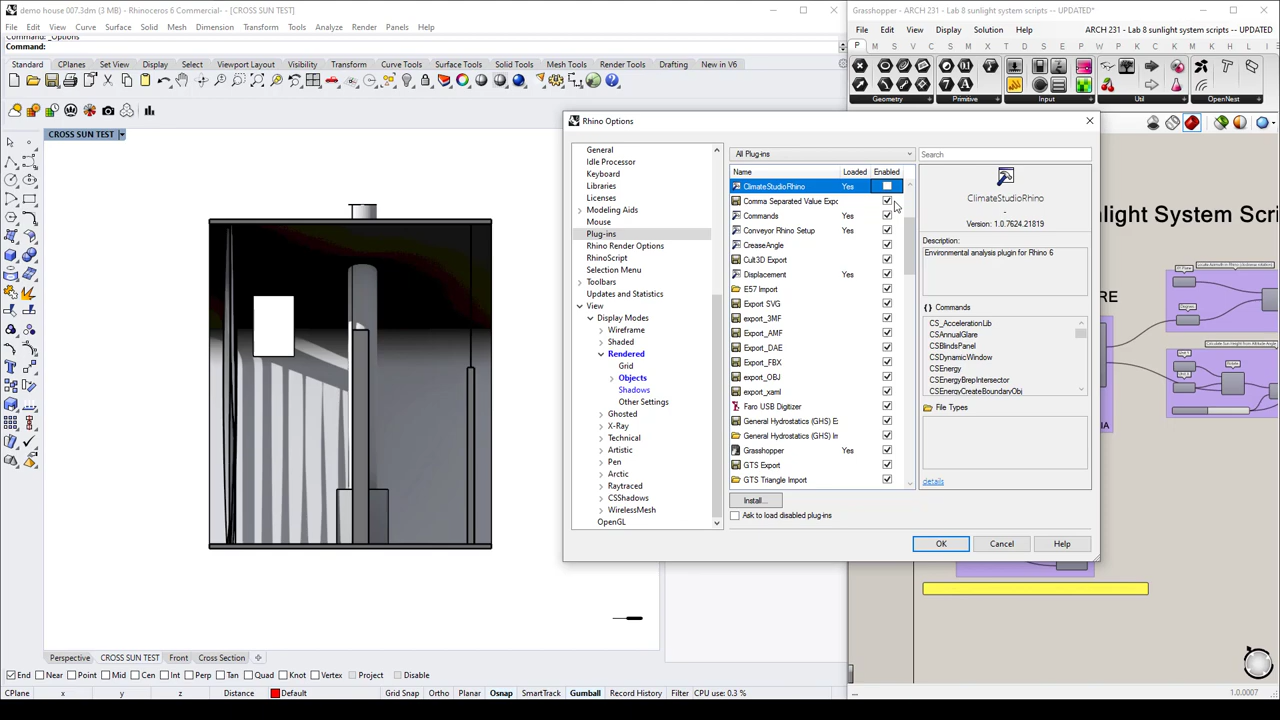 demo house 007.3dm (3 MB) - Rhinoceros 6 Commercial- - [CROSS SUN TEST]
File Edit View Curve Surface Solid Mesh Dimension Transform Tools Analyze Render Panels Help
Command: _Options
Command:
Standard CPlanes Set View Display Select Viewport Layout Visibility Transform Curve Tools Surface Tools Solid Tools Mesh Tools Render Tools Drafting New in V6
CROSS SUN TEST
Perspective CROSS SUN TEST Front Cross Section
End Near Point Mid Cen Int Perp Tan Quad Knot Vertex Project Disable
CPlane x y z Distance Default Grid Snap Ortho Planar Osnap SmartTrack Gumball Record History Filter CPU use: 0.3 %
Rhino Options
General
Idle Processor
Keyboard
Libraries
Licenses
Modeling Aids
Mouse
Plug-ins
Rhino Render Options
RhinoScript
Selection Menu
Toolbars
Updates and Statistics
View
Display Modes
Wireframe
Shaded
Rendered
Grid
Objects
Shadows
Other Settings
Ghosted
X-Ray
Technical
Artistic
Pen
Arctic
Raytraced
CSShadows
WirelessMesh
OpenGL
All Plug-ins
Name Loaded Enabled
ClimateStudioRhino Yes
Comma Separated Value Expc
Commands Yes
Conveyor Rhino Setup Yes
CreaseAngle
Cult3D Export
Displacement Yes
E57 Import
Export SVG
export_3MF
Export_AMF
Export_DAE
Export_FBX
export_OBJ
export_xaml
Faro USB Digitizer
General Hydrostatics (GHS) E
General Hydrostatics (GHS) In
Grasshopper Yes
GTS Export
GTS Triangle Import
Install...
Ask to load disabled plug-ins
Search
ClimateStudioRhino
-
Version: 1.0.7624.21819
Description:
Environmental analysis plugin for Rhino 6
Commands
CS_AccelerationLib
CSAnnualGlare
CSBlindsPanel
CSDynamicWindow
CSEnergy
CSEnergyBrepIntersector
CSEnergyCreateBoundaryObj
File Types
details
OK Cancel Help
Grasshopper - ARCH 231 - Lab 8 sunlight system scripts -- UPDATED*
File Edit View Display Solution Help ARCH 231 - Lab 8 sunlight system scripts -- UPDATED
P M S V C S M X T D S D K H L F O
Geometry Primitive Input Util OpenNest
nlight System Scrip
RE
IA
1.0.0007